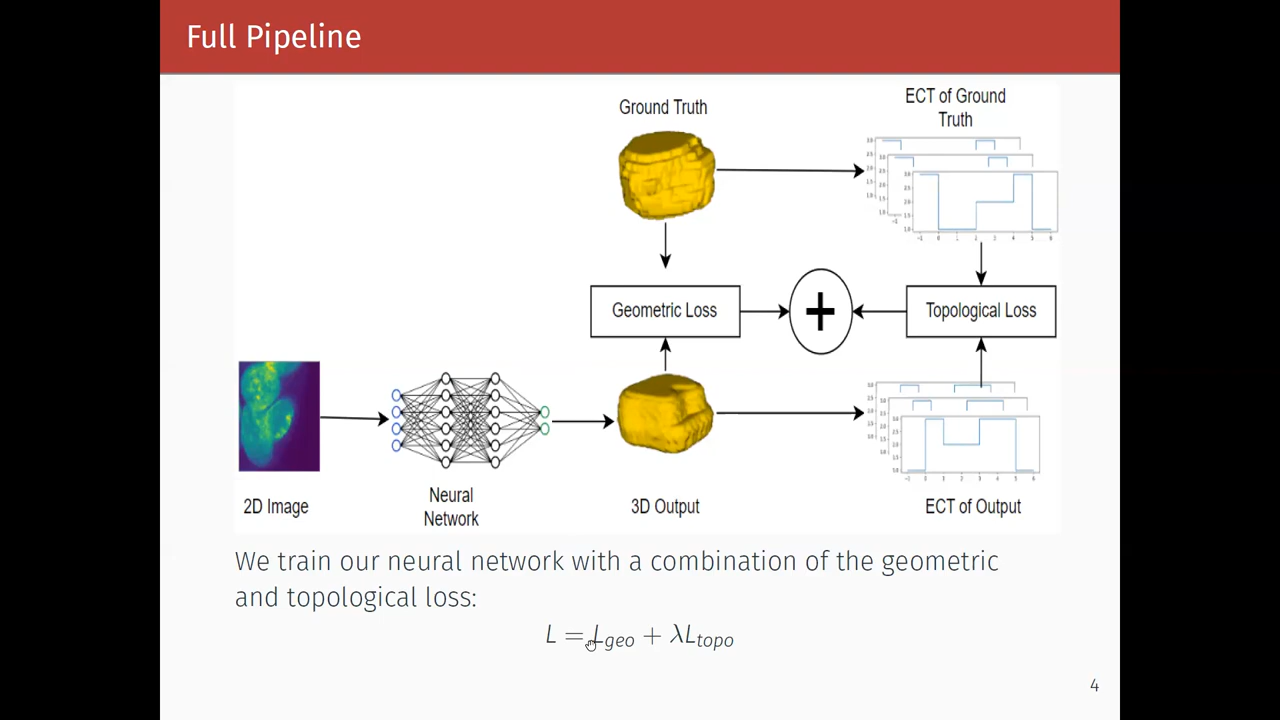 Full Pipeline
Ground Truth
ECT of Ground
Truth
Geometric Loss
+
Topological Loss
2D Image
Neural
Network
3D Output
ECT of Output
We train our neural network with a combination of the geometric
and topological loss:
L = L_geo + λL_topo
4